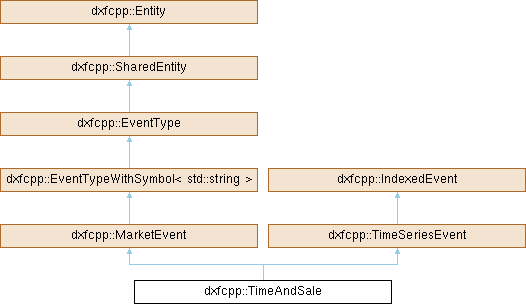 dxfcpp::Entity
dxfcpp::SharedEntity
dxfcpp::EventType
dxfcpp::EventTypeWithSymbol< std::string >
dxfcpp::IndexedEvent
dxfcpp::MarketEvent
dxfcpp::TimeSeriesEvent
dxfcpp::TimeAndSale